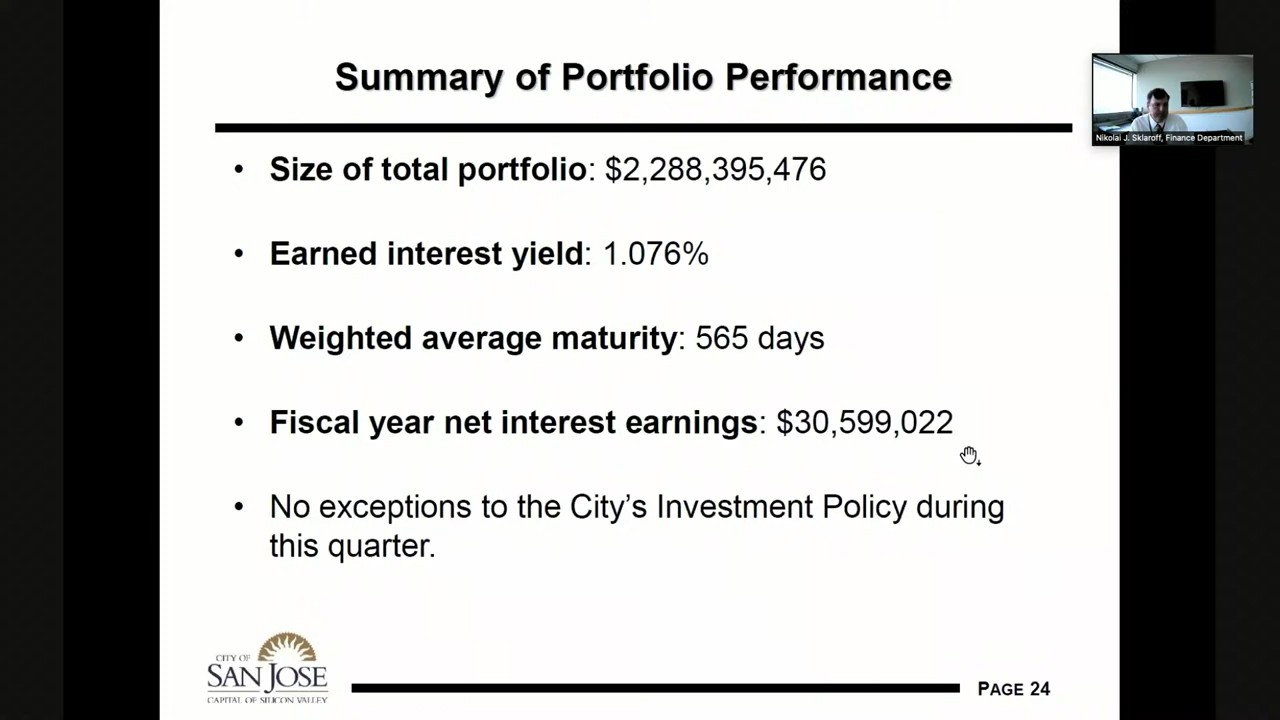 Summary of Portfolio Performance
Nikolai J. Sklaroff, Finance Department
• Size of total portfolio: $2,288,395,476
• Earned interest yield: 1.076%
• Weighted average maturity: 565 days
• Fiscal year net interest earnings: $30,599,022
• No exceptions to the City’s Investment Policy during
this quarter.
CITY OF
SAN JOSE
CAPITAL OF SILICON VALLEY
PAGE 24